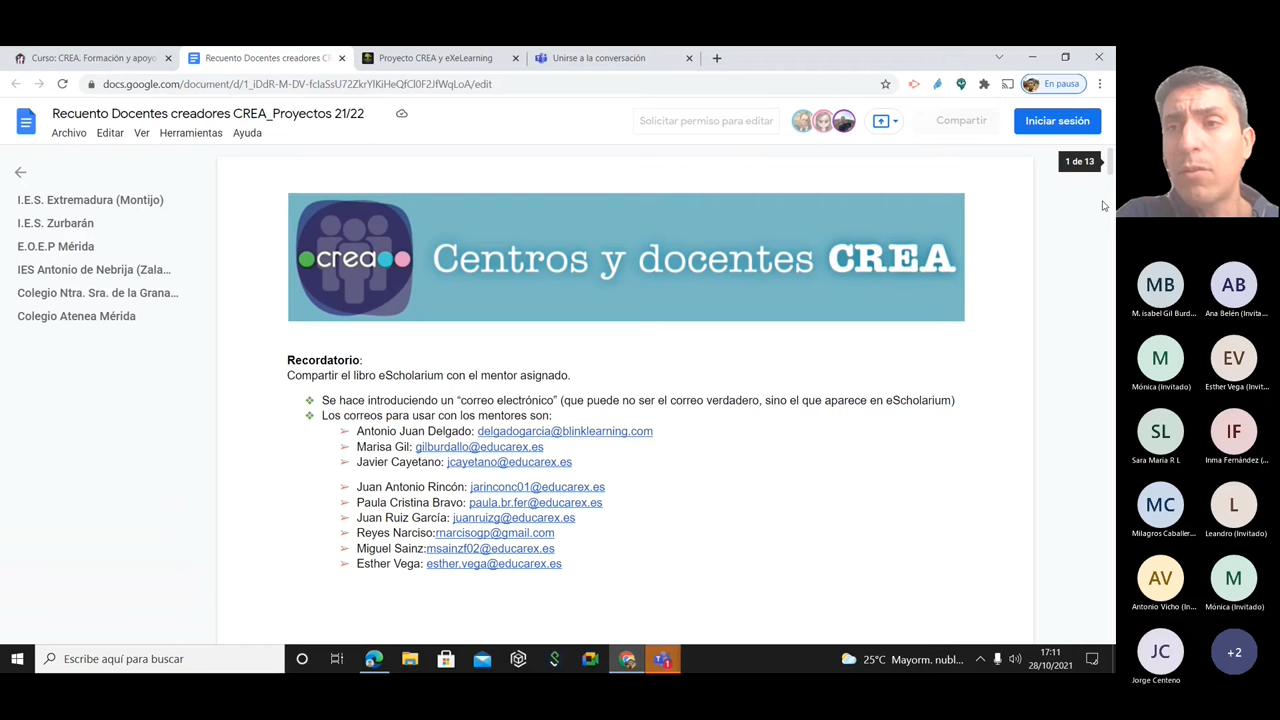 Curso: CREA. Formación y apoyo
Recuento Docentes creadores CR
Proyecto CREA y eXeLearning
Unirse a la conversación
Recuento Docentes creadores CREA_Proyectos 21/22
Archivo Editar Ver Herramientas Ayuda
Solicitar permiso para editar
Compartir
Iniciar sesión
En pausa
1 de 13
I.E.S. Extremadura (Montijo)
I.E.S. Zurbarán
E.O.E.P Mérida
IES Antonio de Nebrija (Zala...
Colegio Ntra. Sra. de la Grana...
Colegio Atenea Mérida
crea
Centros y docentes CREA
Recordatorio:
Compartir el libro eScholarium con el mentor asignado.
Se hace introduciendo un “correo electrónico” (que puede no ser el correo verdadero, sino el que aparece en eScholarium)
Los correos para usar con los mentores son:
Antonio Juan Delgado: delgadogarcia@blinklearning.com
Marisa Gil: gilburdallo@educarex.es
Javier Cayetano: jcayetano@educarex.es
Juan Antonio Rincón: jarinconc01@educarex.es
Paula Cristina Bravo: paula.br.fer@educarex.es
Juan Ruiz García: juanruizg@educarex.es
Reyes Narciso:rnarcisogp@gmail.com
Miguel Sainz:msainzf02@educarex.es
Esther Vega: esther.vega@educarex.es
MB
M. isabel Gil Burd...
AB
Ana Belén (Invita...
M
Mónica (Invitado)
EV
Esther Vega (Invit...
SL
Sara Maria R L
IF
Inma Fernández (...
MC
Milagros Caballer...
L
Leandro (Invitado)
AV
Antonio Vicho (In...
M
Mónica (Invitado)
JC
Jorge Centeno
+2
Escribe aquí para buscar
25°C Mayorm. nubl...
17:11
28/10/2021